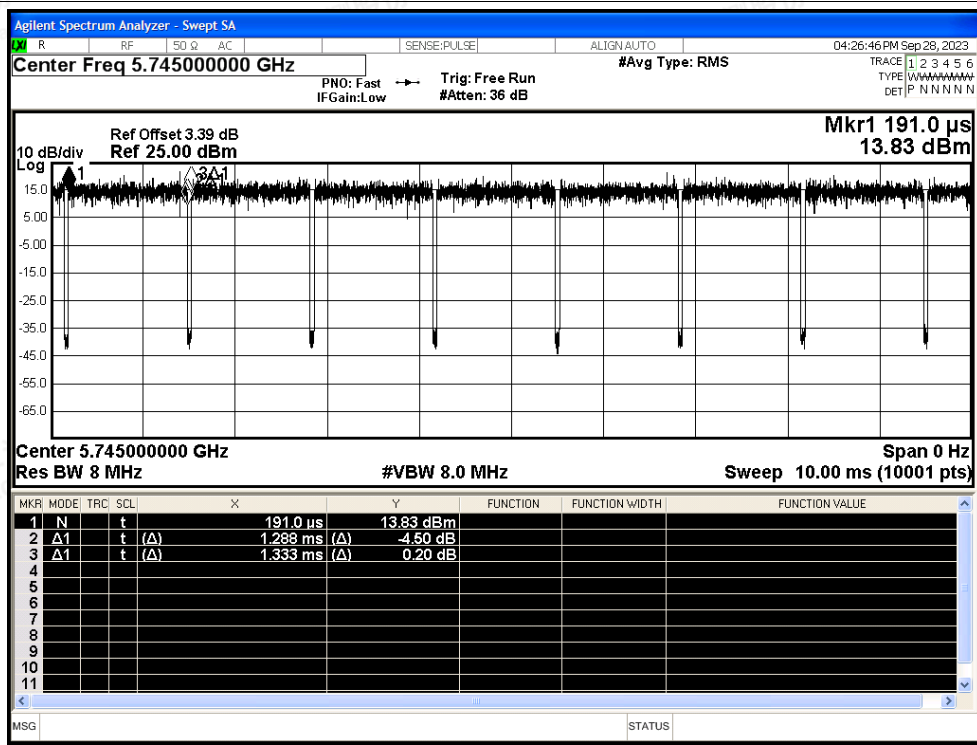 Agilent Spectrum Analyzer - Swept SA
LXI R RF 50 Ω AC SENSE:PULSE ALIGN AUTO 04:26:46 PM Sep 28, 2023
Center Freq 5.745000000 GHz
PNO: Fast
IFGain:Low
Trig: Free Run
#Atten: 36 dB
#Avg Type: RMS
TRACE 1 2 3 4 5 6
TYPE W
DET P N N N N N
Ref Offset 3.39 dB
10 dB/div Ref 25.00 dBm
Log
Mkr1 191.0 µs
13.83 dBm
1 3Δ1
15.0
5.00
-5.00
-15.0
-25.0
-35.0
-45.0
-55.0
-65.0
Center 5.745000000 GHz Span 0 Hz
Res BW 8 MHz #VBW 8.0 MHz Sweep 10.00 ms (10001 pts)
MKR MODE TRC SCL X Y FUNCTION FUNCTION WIDTH FUNCTION VALUE
1 N t 191.0 µs 13.83 dBm
2 Δ1 t (Δ) 1.288 ms (Δ) -4.50 dB
3 Δ1 t (Δ) 1.333 ms (Δ) 0.20 dB
4
5
6
7
8
9
10
11
MSG STATUS